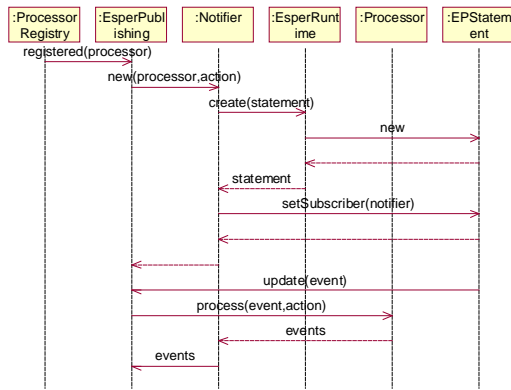 :Processor
Registry
:EsperPubl
ishing
:Notifier
:EsperRunt
ime
:Processor
:EPStatem
ent
registered(processor)
new(processor,action)
create(statement)
new
statement
setSubscriber(notifier)
update(event)
process(event,action)
events
events